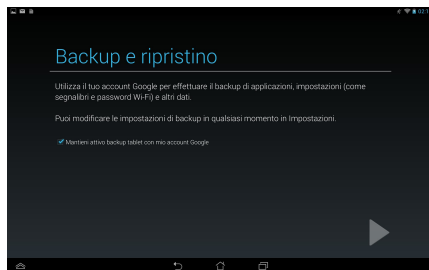 Backup e ripristino
Utilizza il tuo account Google per effettuare il backup di applicazioni, impostazioni (come
segnalibri e password Wi-Fi) e altri dati.
Puoi modificare le impostazioni di backup in qualsiasi momento in Impostazioni.
Mantieni attivo backup tablet con mio account Google